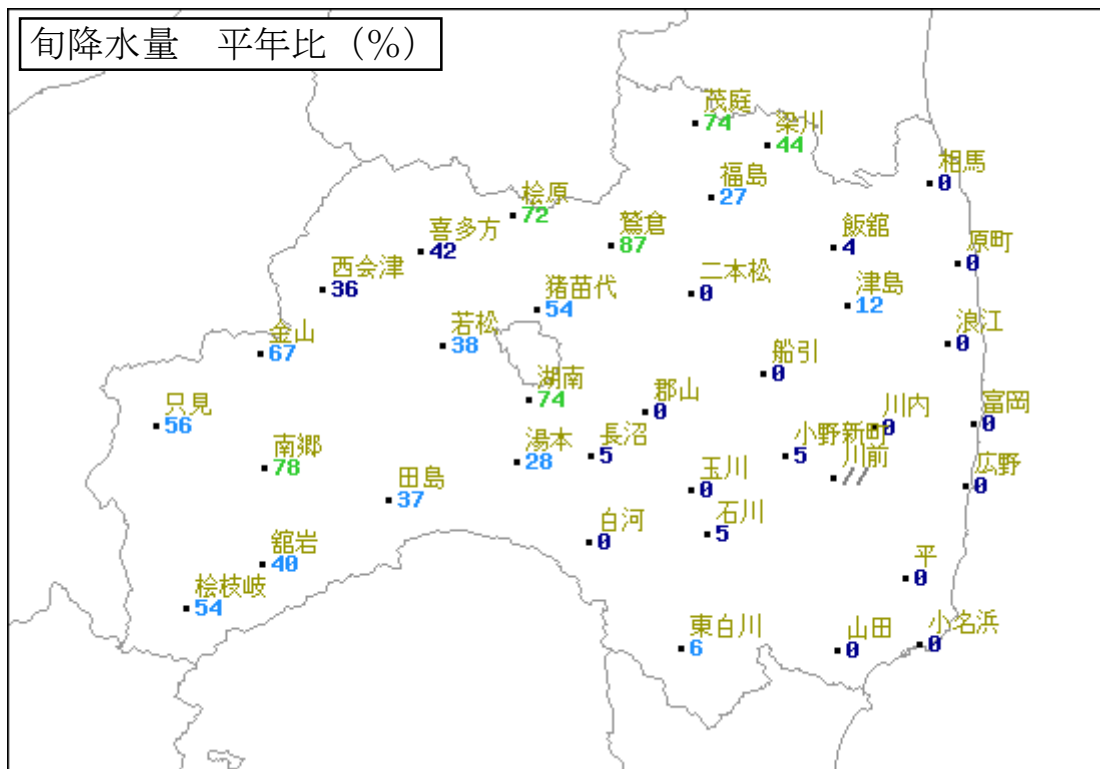 旬降水量　平年比（％）
茂庭
74
梁川
44
相馬
0
福島
27
桧原
72
鷲倉
87
喜多方
42
飯舘
4
原町
0
西会津
36
二本松
0
猪苗代
54
津島
12
浪江
0
若松
38
金山
67
船引
0
湖南
74
郡山
0
只見
56
川内
0
富岡
0
南郷
78
湯本
28
長沼
5
小野新町
5
川前
//
広野
0
田島
37
玉川
0
石川
5
白河
0
舘岩
40
平
0
桧枝岐
54
東白川
6
山田
0
小名浜
0